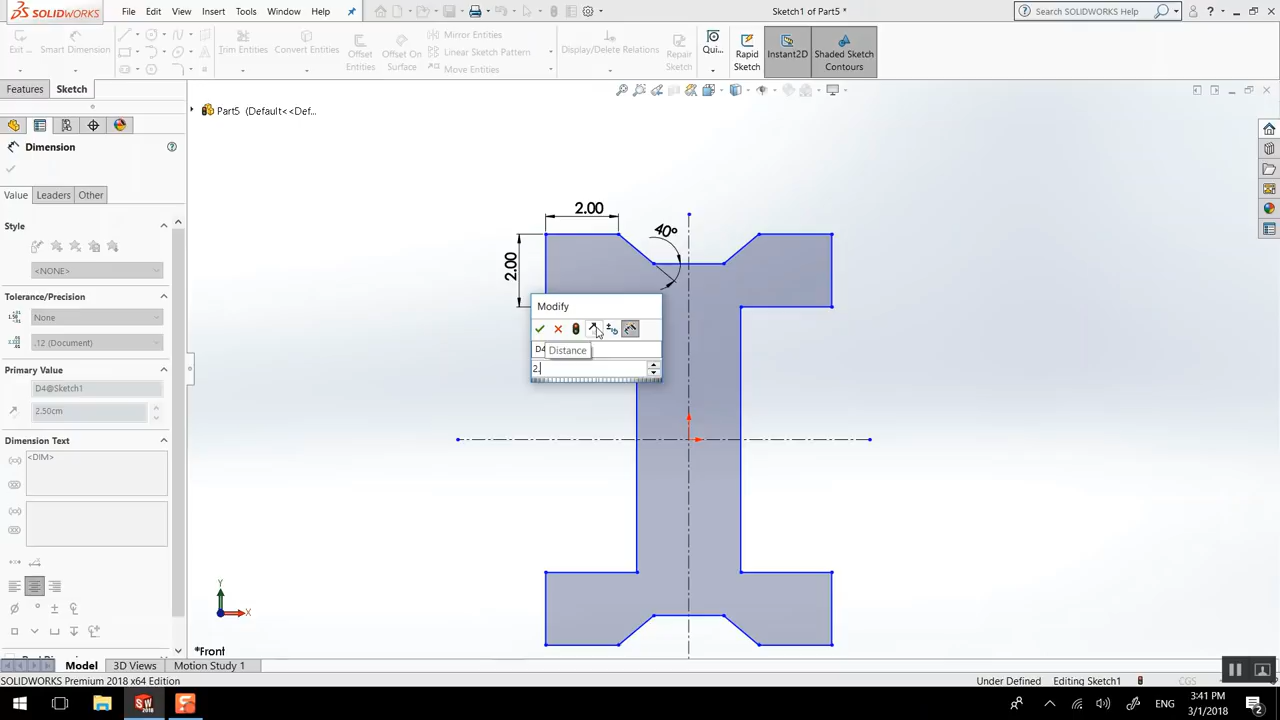 SOLIDWORKS
File Edit View Insert Tools Window Help
Sketch1 of Part5 *
Search SOLIDWORKS Help
Exit ...
Smart Dimension
Trim Entities
Convert Entities
Offset Entities
Offset On Surface
Mirror Entities
Linear Sketch Pattern
Move Entities
Display/Delete Relations
Repair Sketch
Qui...
Rapid Sketch
Instant2D
Shaded Sketch Contours
Features
Sketch
Part5 (Default<<Def...
Dimension
Value
Leaders
Other
Style
<NONE>
Tolerance/Precision
None
.12 (Document)
Primary Value
D4@Sketch1
2.50cm
Dimension Text
<DIM>
2.00
40°
2.00
Modify
D4
Distance
2.
Y
X
*Front
Model
3D Views
Motion Study 1
SOLIDWORKS Premium 2018 x64 Edition
Under Defined
Editing Sketch1
CGS
ENG
3:41 PM
3/1/2018